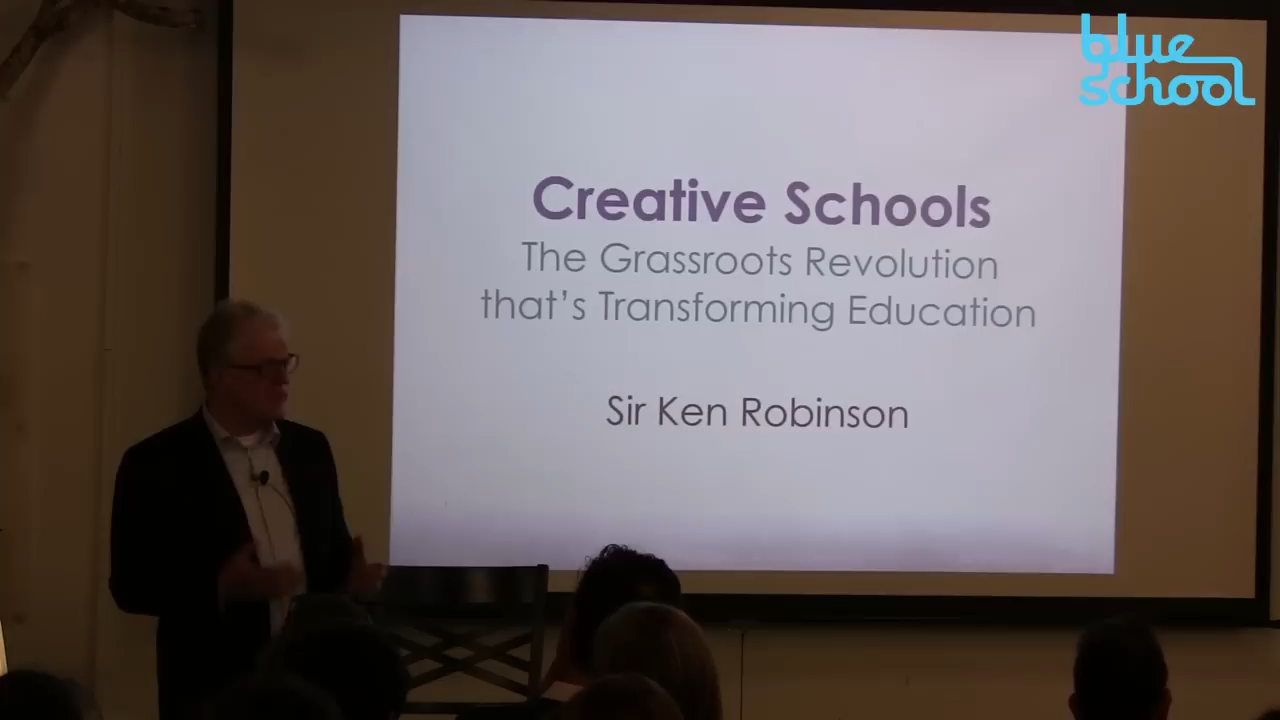 blue
school
Creative Schools
The Grassroots Revolution
that's Transforming Education
Sir Ken Robinson